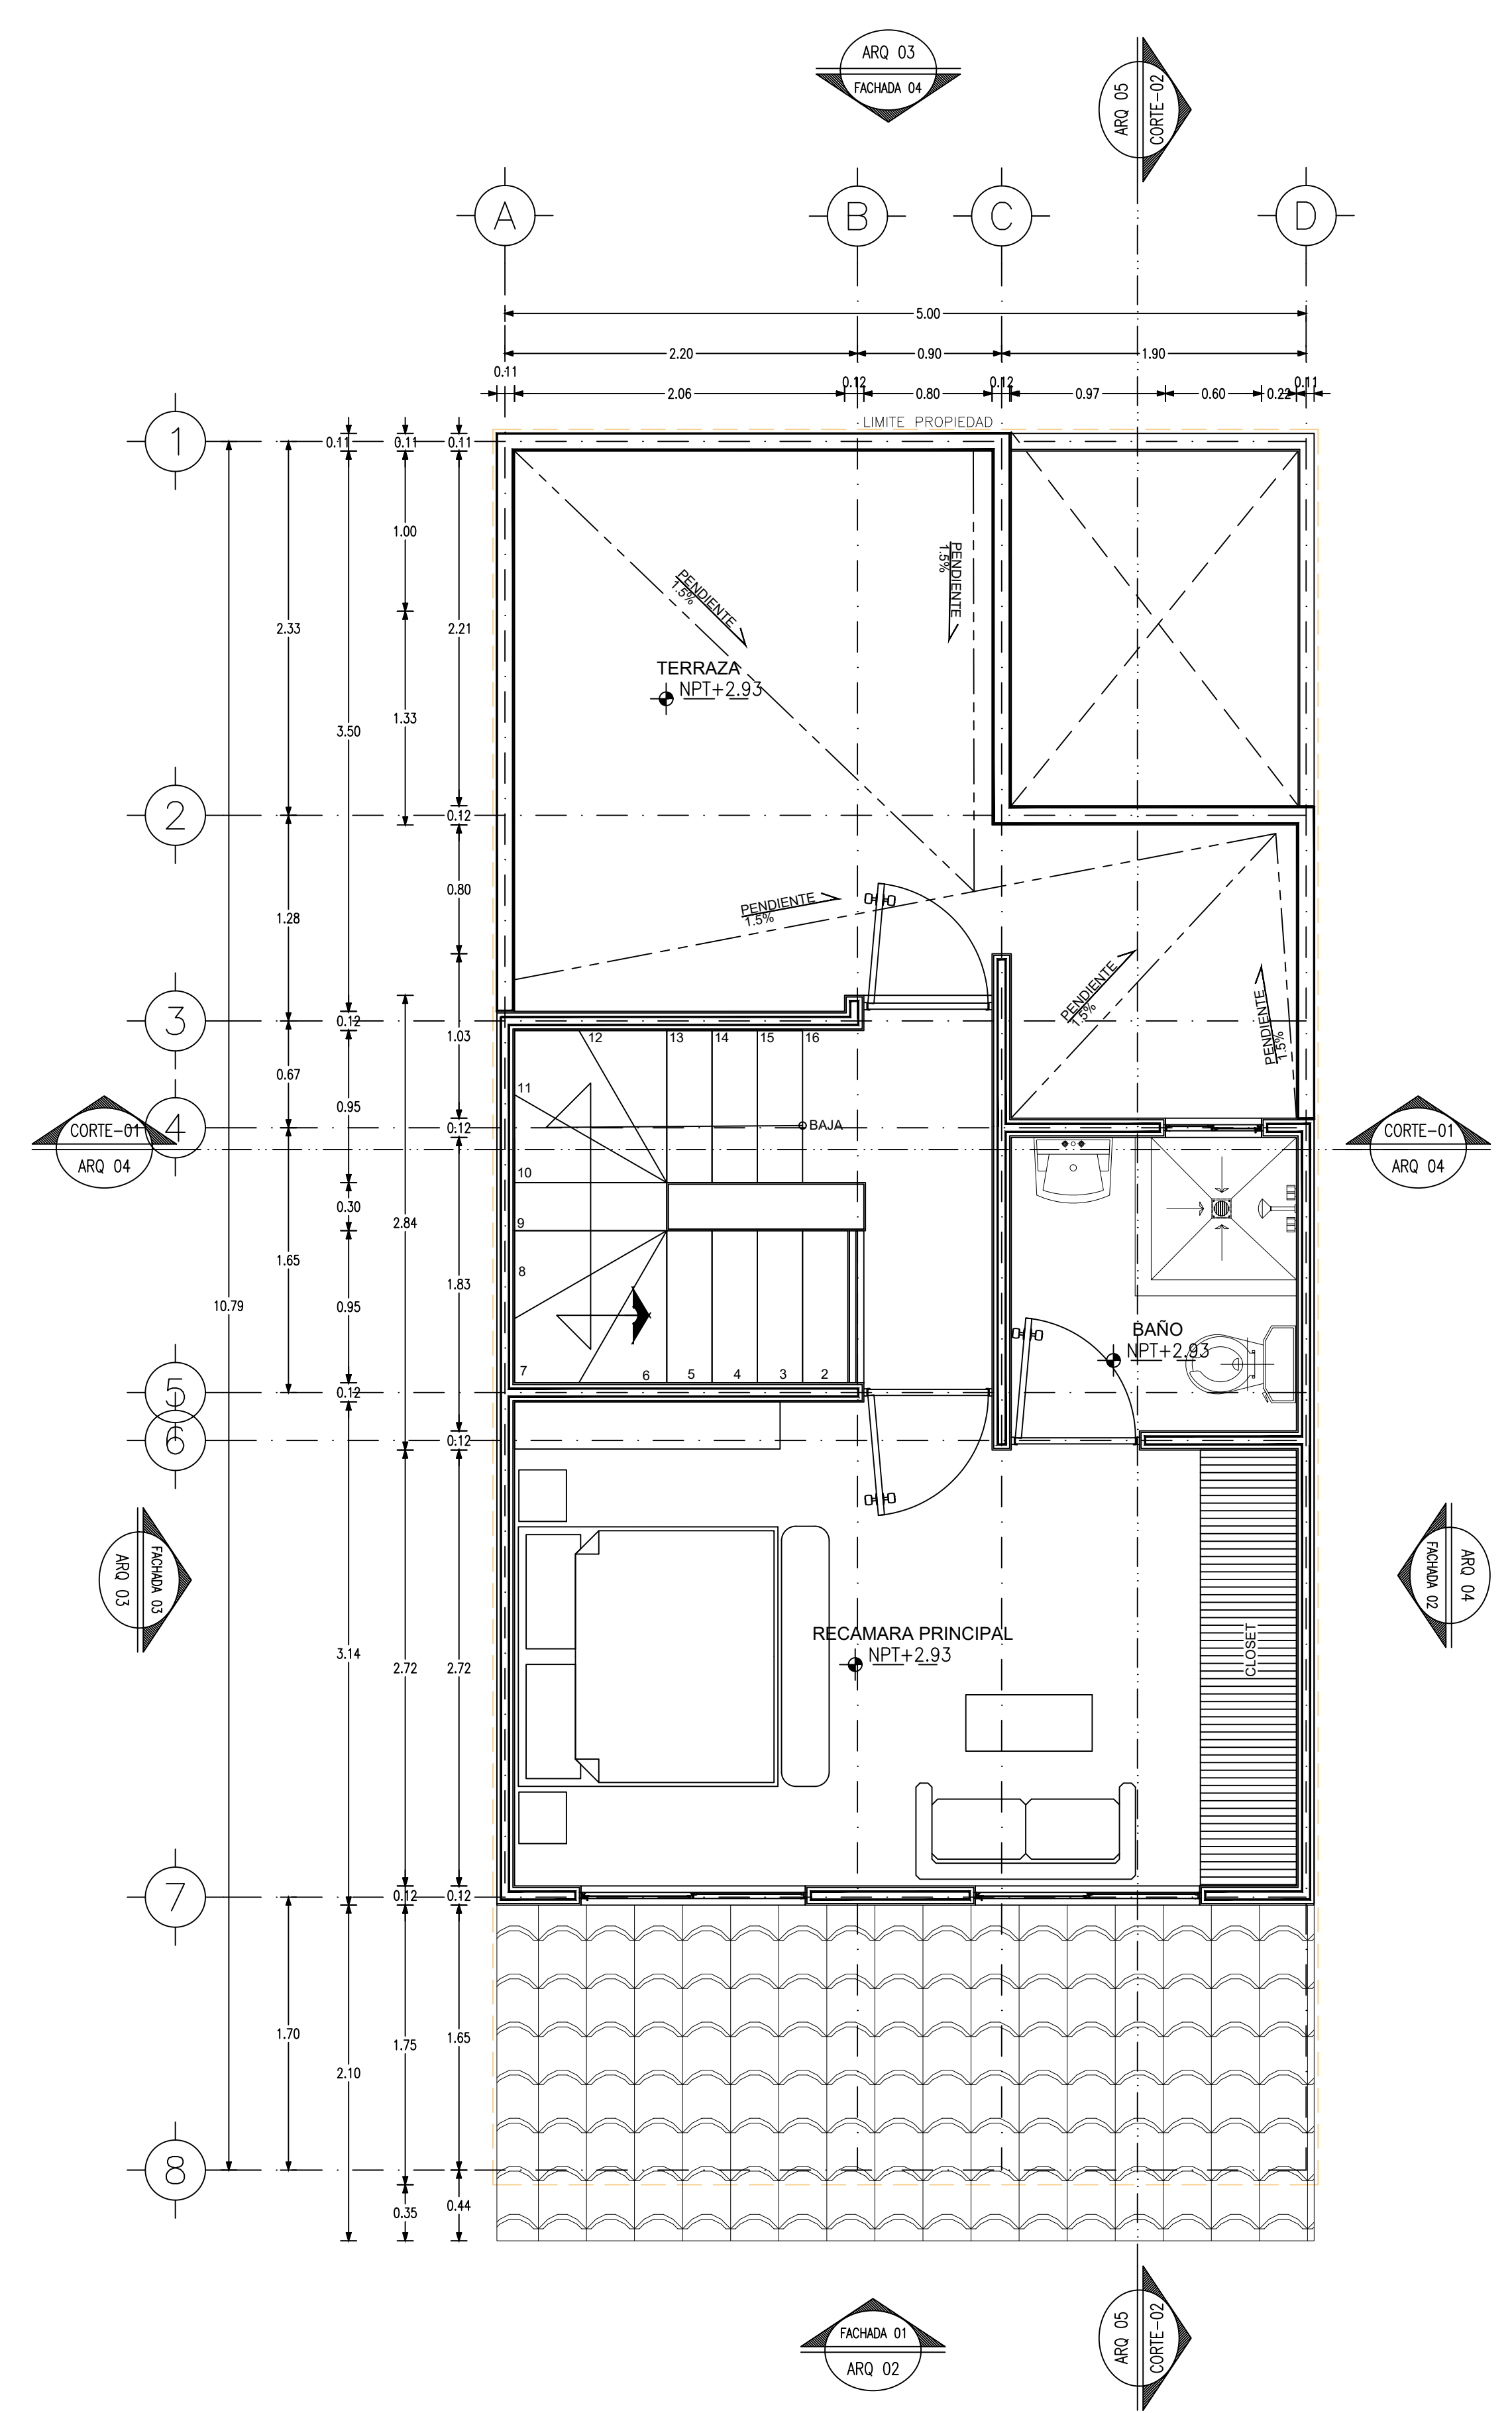 ARQ 03
FACHADA 04
ARQ 05
CORTE-02
A
B
C
D
5.00
2.20
0.90
1.90
0.11
2.06
0.12
0.80
0.12
0.97
0.60
0.22
0.11
LIMITE PROPIEDAD
1
0.11
0.11
0.11
1.00
2.33
2.21
PENDIENTE
1.5%
PENDIENTE
1.5%
TERRAZA
NPT+2.93
3.50
1.33
2
0.12
1.28
0.80
PENDIENTE
1.5%
PENDIENTE
1.5%
PENDIENTE
1.5%
3
0.12
1.03
0.67
12
13
14
15
16
11
BAJA
0.95
4
0.12
CORTE-01
ARQ 04
CORTE-01
ARQ 04
10
0.30
2.84
9
1.65
8
1.83
10.79
0.95
BAÑO
NPT+2.93
7
6
5
4
3
2
5
0.12
6
0.12
ARQ 03
FACHADA 03
FACHADA 02
ARQ 04
RECAMARA PRINCIPAL
NPT+2.93
CLOSET
3.14
2.72
2.72
7
0.12
0.12
1.70
1.75
1.65
2.10
8
0.35
0.44
FACHADA 01
ARQ 02
ARQ 05
CORTE-02